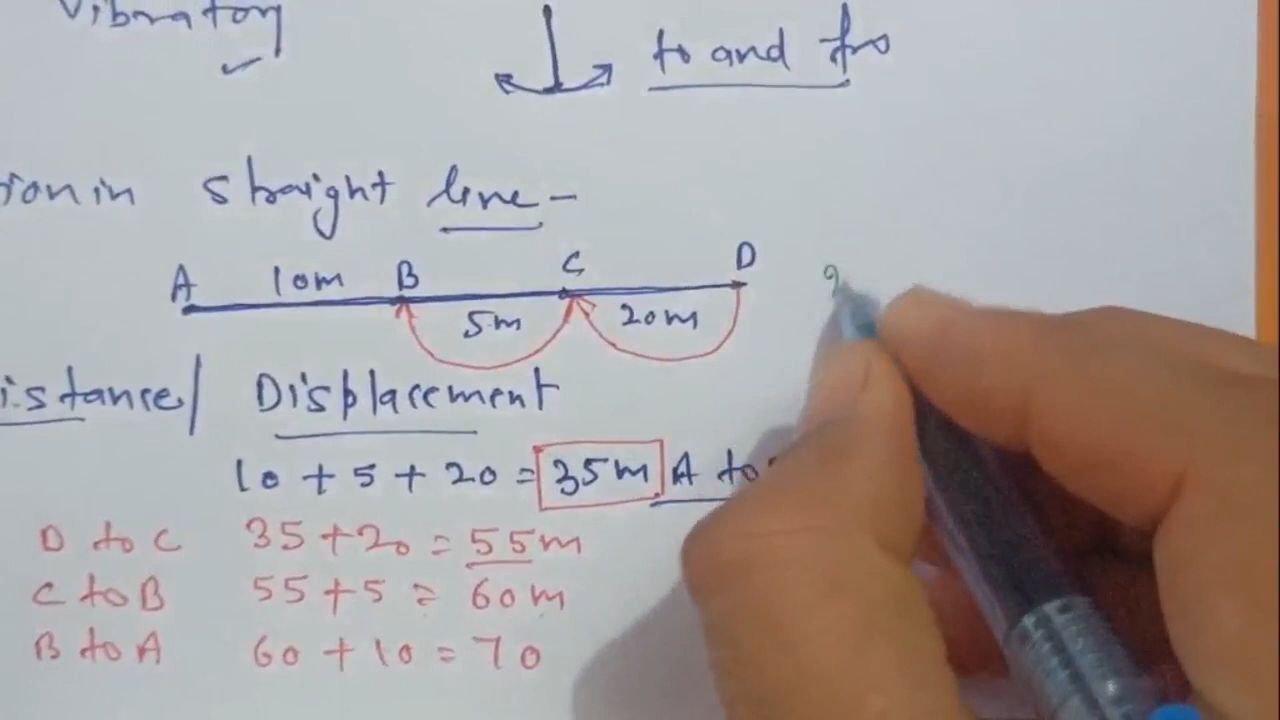 Vibratory
to and fro
ion in straight line -
A 10m B C D
5m 20m
istance/ Displacement
10 + 5 + 20 = 35m A to
D to C 35 + 20 = 55m
C to B 55 + 5 = 60m
B to A 60 + 10 = 70